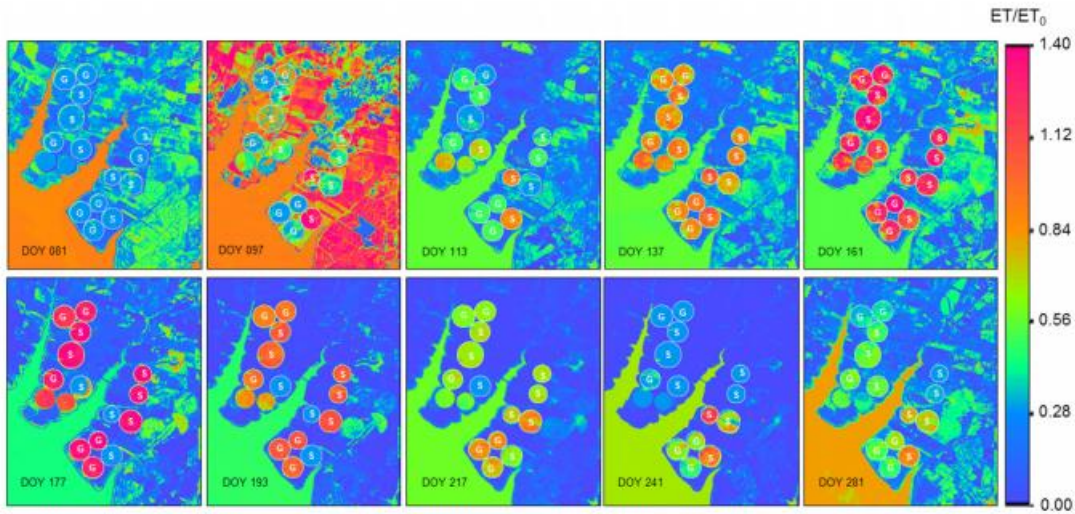 ET/ET₀
1.40
G G
S
S
S
G S S
S S
G G S
G
DOY 081
G G
S
S
S
G S S
S S
G G S
G
DOY 097
G G
S
S
S
G S S
S S
G G S
G
DOY 113
G G
S
S
S
G S S
S S
G G S
G
DOY 137
G G
S
S
S
G S S
S S
G G S
G
DOY 161
1.12
0.84
0.56
G G
S
S
S
G S S
S S
G G S
G
DOY 177
G G
S
S
S
G S S
S S
G G S
G
DOY 193
G G
S
S
S
G S S
S S
G G S
G
DOY 217
G G
S
S
S
G S S
S S
G G S
G
DOY 241
G G
S
S
S
G S S
S S
G G S
G
DOY 281
0.28
0.00